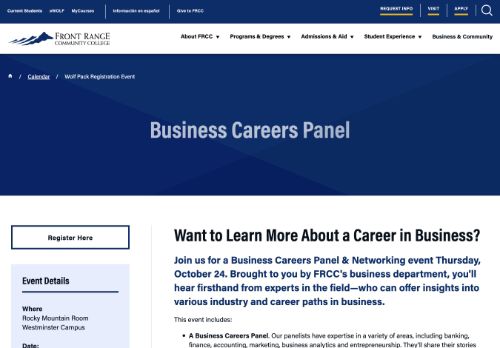 Current Students eWOLF MyCourses Información en español Give to FRCC REQUEST INFO VISIT APPLY
FRONT RANGE
COMMUNITY COLLEGE
About FRCC Programs & Degrees Admissions & Aid Student Experience Business & Community
/ Calendar / Wolf Pack Registration Event
Business Careers Panel
Register Here
Event Details
Where
Rocky Mountain Room
Westminster Campus
Date:
Want to Learn More About a Career in Business?
Join us for a Business Careers Panel & Networking event Thursday,
October 24. Brought to you by FRCC's business department, you'll
hear firsthand from experts in the field—who can offer insights into
various industry and career paths in business.
This event includes:
A Business Careers Panel. Our panelists have expertise in a variety of areas, including banking,
finance, accounting, marketing, business analytics and entrepreneurship. They'll share their stories